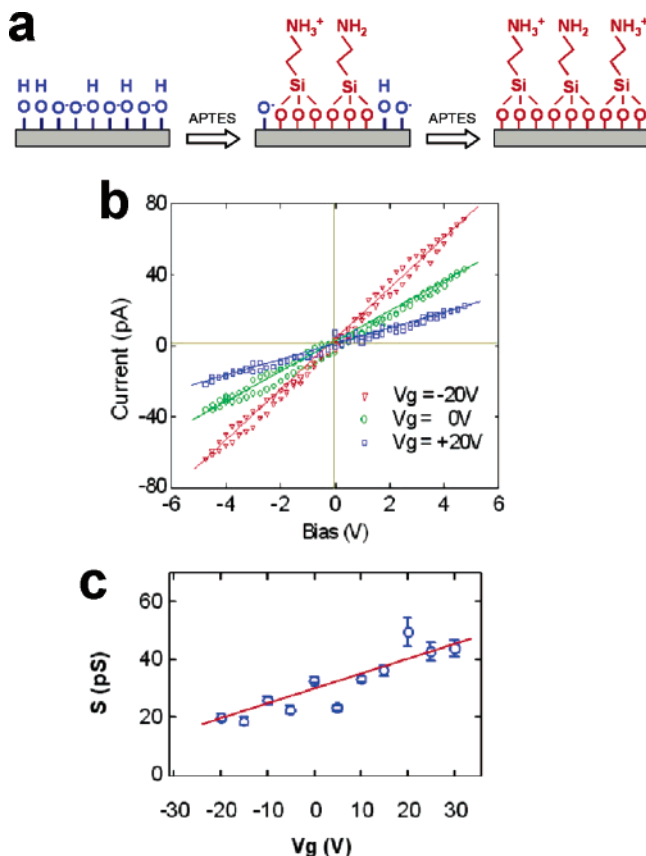 a
NH₃⁺ NH₂ NH₃⁺ NH₂ NH₃⁺
H H H H H Si Si H Si Si Si
APTES APTES
O O O⁻ O⁻ O O⁻ O O⁻ O O⁻ O O O O O O O O⁻ O O O O O O O O O
b
80
40
0
-40
-80
Current (pA)
Vg = -20V
Vg = 0V
Vg = +20V
-6 -4 -2 0 2 4 6
Bias (V)
c
60
40
20
0
S (pS)
-30 -20 -10 0 10 20 30
Vg (V)